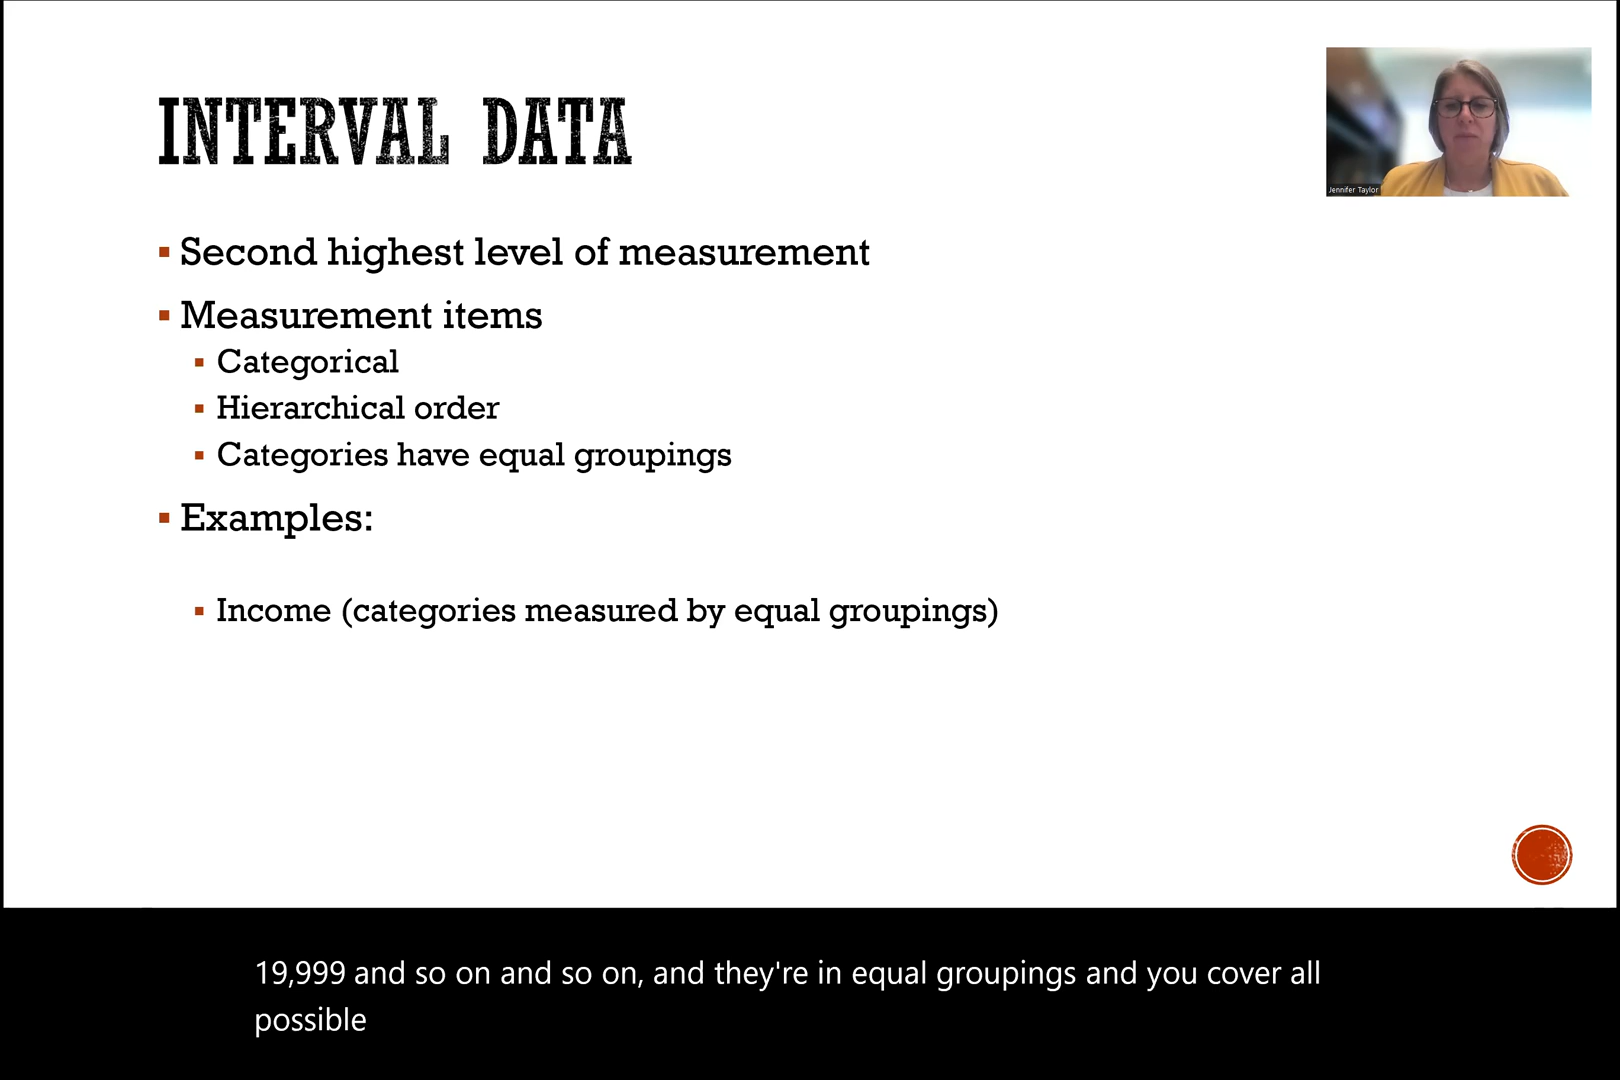 INTERVAL DATA
Jennifer Taylor
Second highest level of measurement
Measurement items
Categorical
Hierarchical order
Categories have equal groupings
Examples:
Income (categories measured by equal groupings)
19,999 and so on and so on, and they're in equal groupings and you cover all
possible